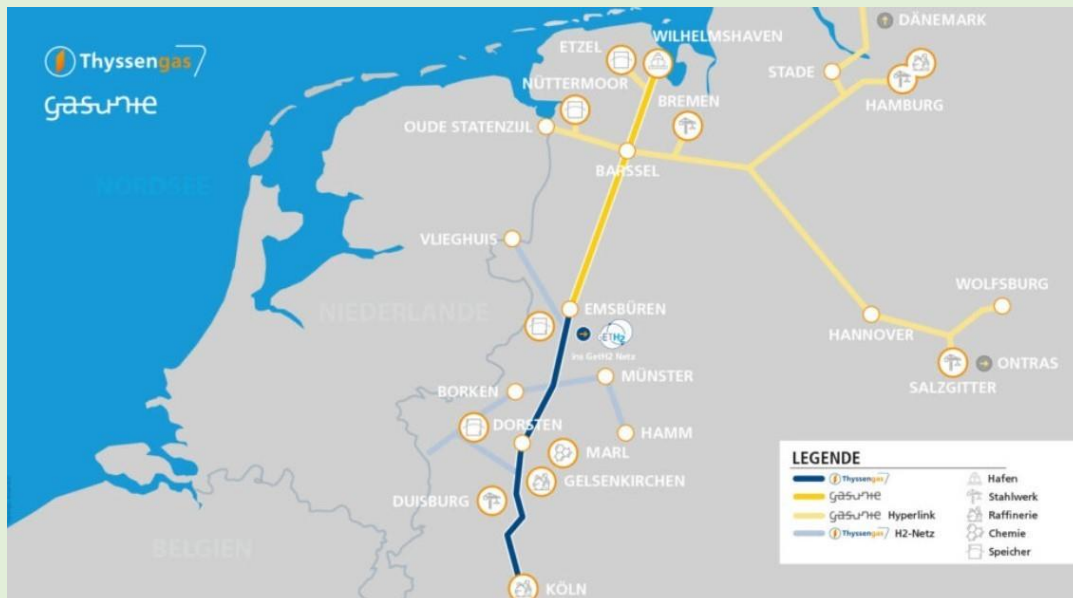 Thyssengas
gasunie
DÄNEMARK
WILHELMSHAVEN
ETZEL
STADE
NÜTTERMOOR
HAMBURG
BREMEN
OUDE STATENZIJL
BARSSEL
NORDSEE
VLIEGHUIS
WOLFSBURG
NIEDERLANDE
EMSBÜREN
HANNOVER
GETH2
ins GetH2 Netz
ONTRAS
MÜNSTER
SALZGITTER
BORKEN
DORSTEN
HAMM
MARL
GELSENKIRCHEN
DUISBURG
BELGIEN
KÖLN
LEGENDE
Thyssengas
gasunie
gasunie Hyperlink
Thyssengas H2-Netz
Hafen
Stahlwerk
Raffinerie
Chemie
Speicher